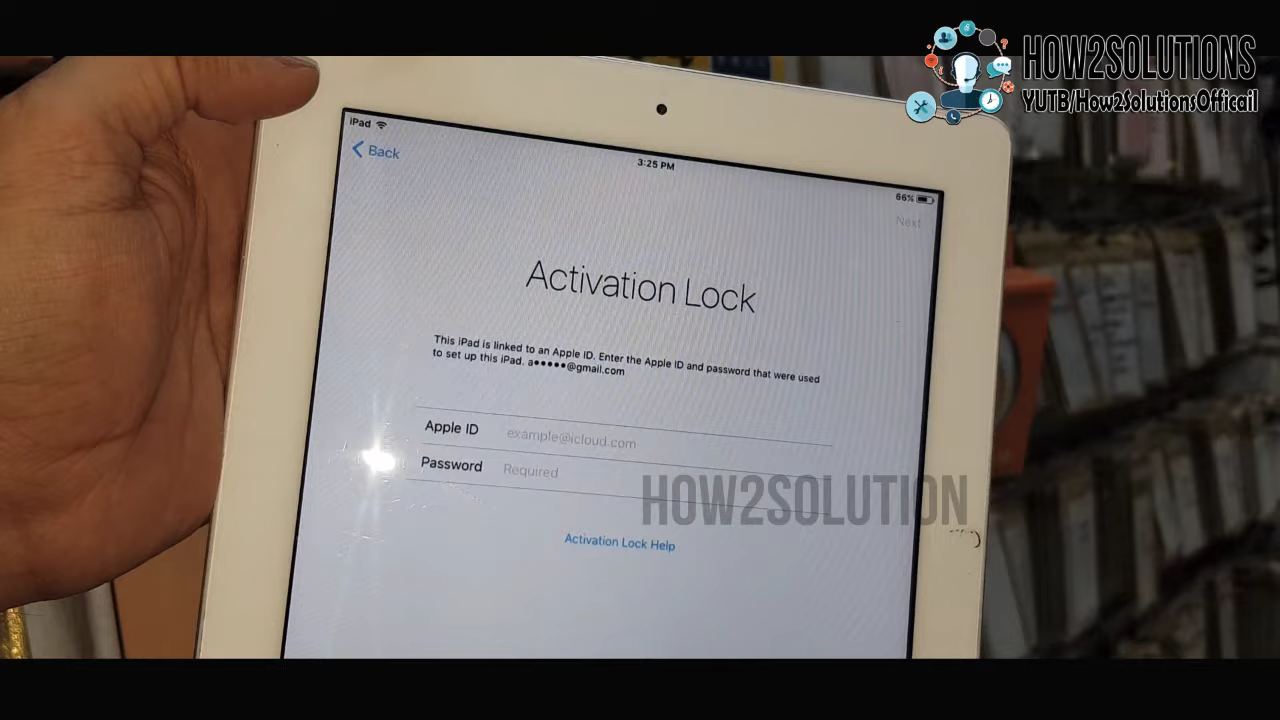 HOW2SOLUTIONS
YUTB/How2SolutionsOfficail
iPad
3:25 PM
66%
Back
Next
Activation Lock
This iPad is linked to an Apple ID. Enter the Apple ID and password that were used
to set up this iPad. a•••••@gmail.com
Apple ID example@icloud.com
Password Required
HOW2SOLUTION
Activation Lock Help